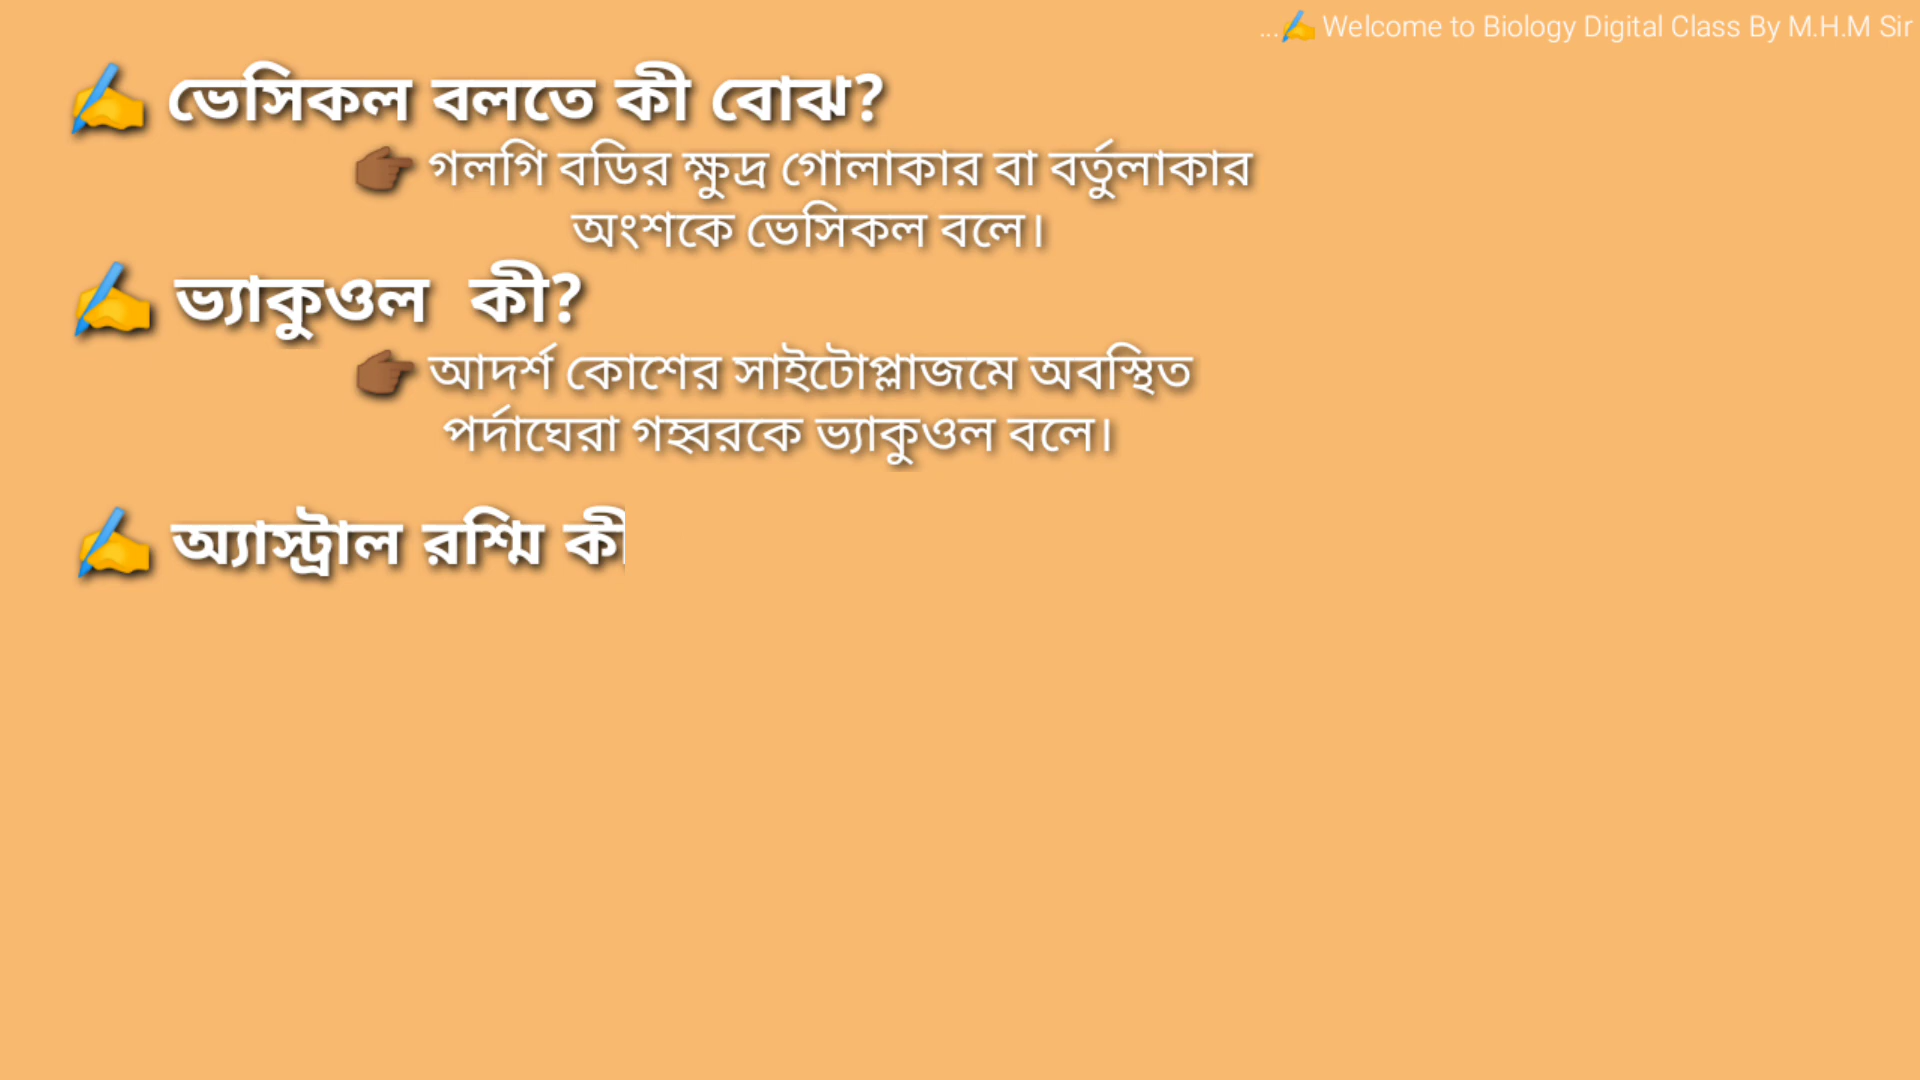 ...✍️ Welcome to Biology Digital Class By M.H.M Sir
✍️ ভেসিকল বলতে কী বোঝ?
👉🏾 গলগি বডির ক্ষুদ্র গোলাকার বা বর্তুলাকার
অংশকে ভেসিকল বলে।
✍️ ভ্যাকুওল কী?
👉🏾 আদর্শ কোশের সাইটোপ্লাজমে অবস্থিত
পর্দাঘেরা গহ্বরকে ভ্যাকুওল বলে।
✍️ অ্যাস্ট্রাল রশ্মি কী